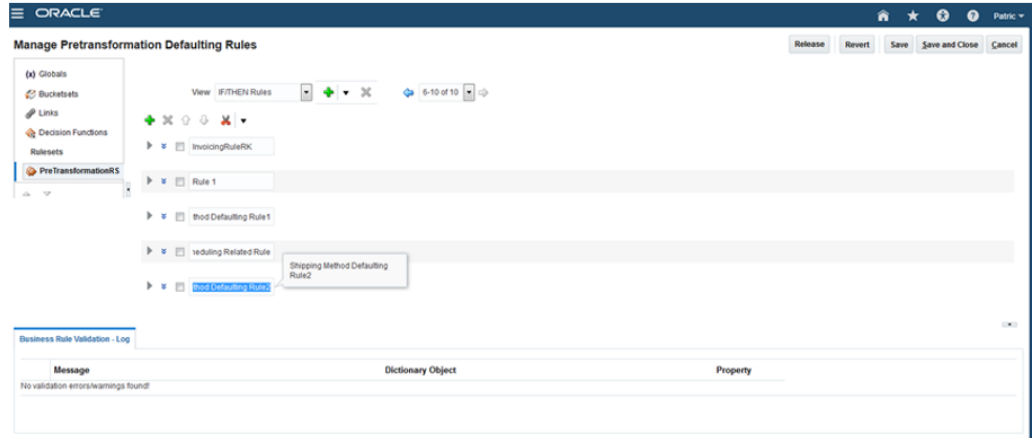 ORACLE
Patric
Manage Pretransformation Defaulting Rules
Release Revert Save Save and Close Cancel
(x) Globals
Bucketsets
View IF/THEN Rules
6-10 of 10
Links
Decision Functions
Rulesets
InvoicingRuleRK
PreTransformationRS
Rule 1
thod Defaulting Rule1
eduling Related Rule
Shipping Method Defaulting
Rule2
thod Defaulting Rule2
Business Rule Validation - Log
Message Dictionary Object Property
No validation errors/warnings found!